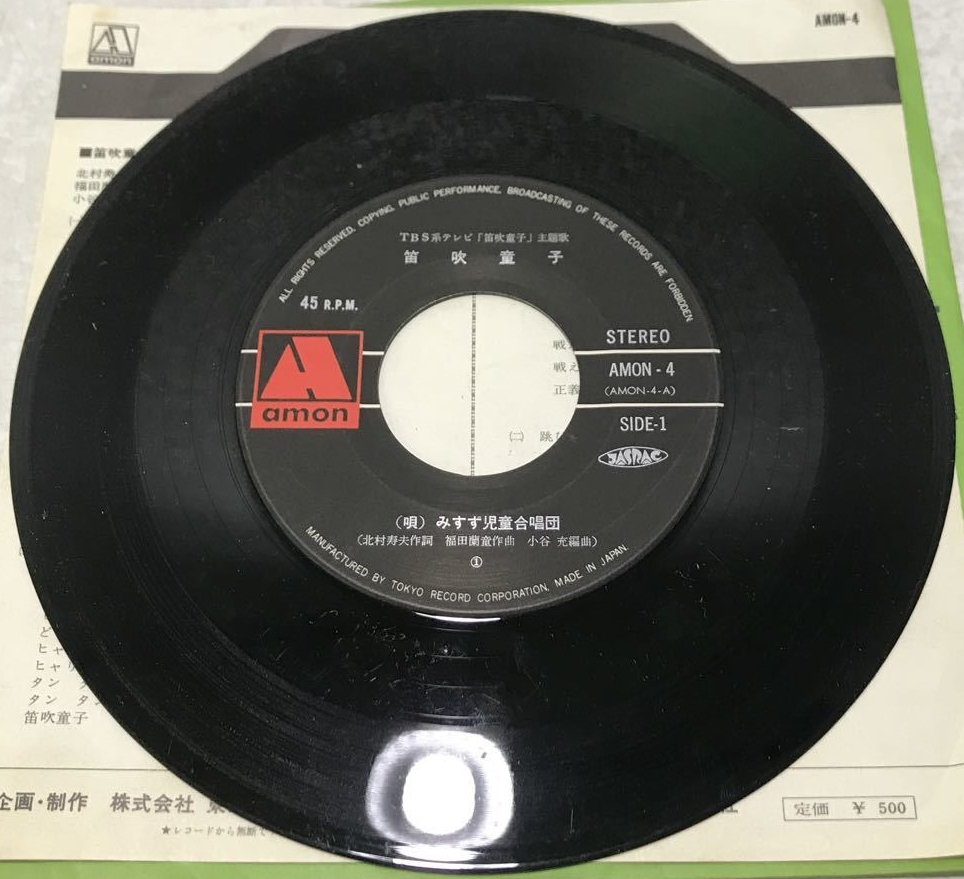 amon
AMON-4
■笛吹童
北村寿
福田蘭
小谷
ALL RIGHTS RESERVED. COPYING, PUBLIC PERFORMANCE, BROADCASTING OF THESE RECORDS ARE FORBIDDEN.
TBS系テレビ「笛吹童子」主題歌
笛吹童子
45 R.P.M.
amon
STEREO
AMON-4
(AMON-4-A)
SIDE-1
JASRAC
戦
戦え
正義
㈡ 跳
(唄) みすず児童合唱団
(北村寿夫作詞 福田蘭童作曲 小谷 充編曲)
①
MANUFACTURED BY TOKYO RECORD CORPORATION, MADE IN JAPAN.
ど
ヒャ
ヒャリ
タン
タン タン
笛吹童子
企画・制作 株式会社
定価 ¥ 500
★レコードから無断で